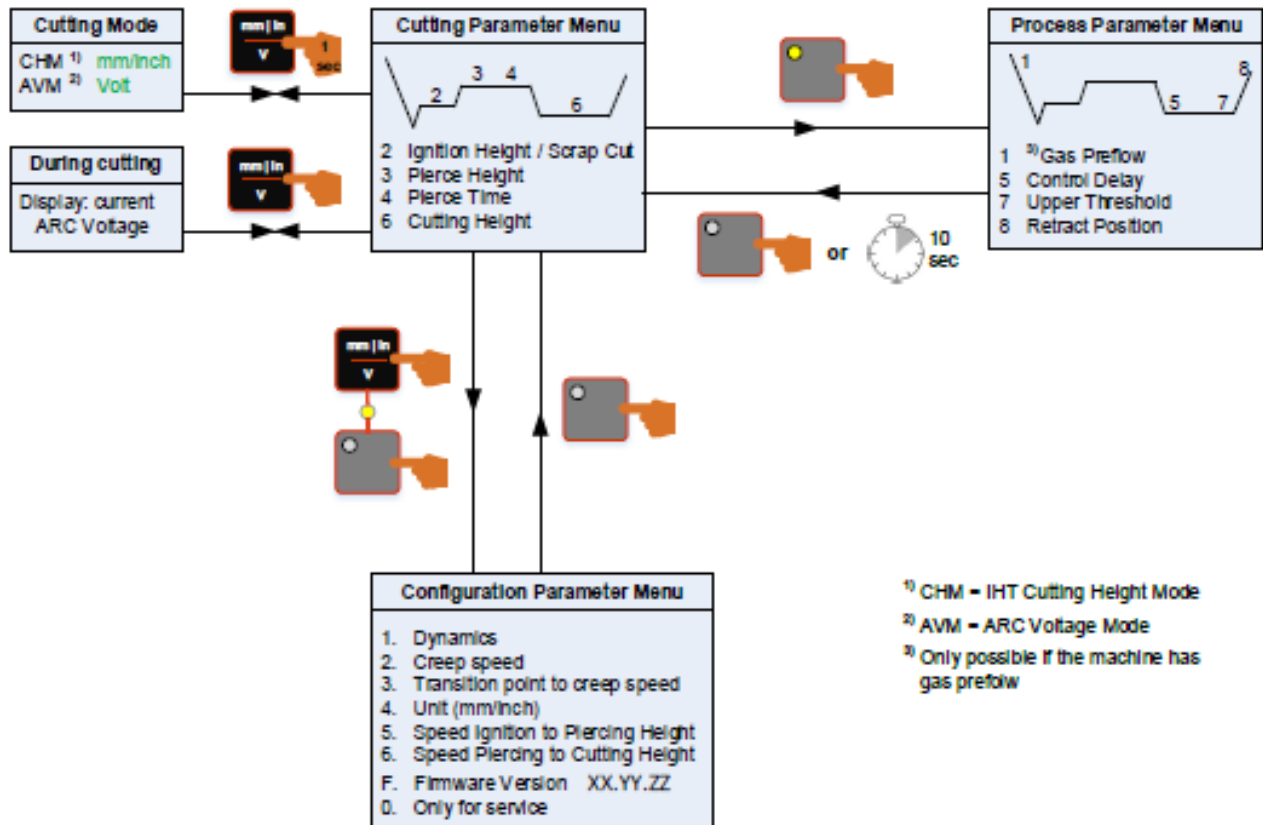 Cutting Mode
CHM 1) mm/inch
AVM 2) Volt
mm|in
V
1
sec
During cutting
Display: current
ARC Voltage
mm|in
V
Cutting Parameter Menu
2 3 4 6
2 Ignition Height / Scrap Cut
3 Pierce Height
4 Pierce Time
6 Cutting Height
or
10
sec
Process Parameter Menu
1 5 7 8
1 3)Gas Preflow
5 Control Delay
7 Upper Threshold
8 Retract Position
mm|in
V
Configuration Parameter Menu
1. Dynamics
2. Creep speed
3. Transition point to creep speed
4. Unit (mm/inch)
5. Speed Ignition to Piercing Height
6. Speed Piercing to Cutting Height
F. Firmware Version XX.YY.ZZ
0. Only for service
1) CHM = IHT Cutting Height Mode
2) AVM = ARC Voltage Mode
3) Only possible if the machine has
gas prefolw